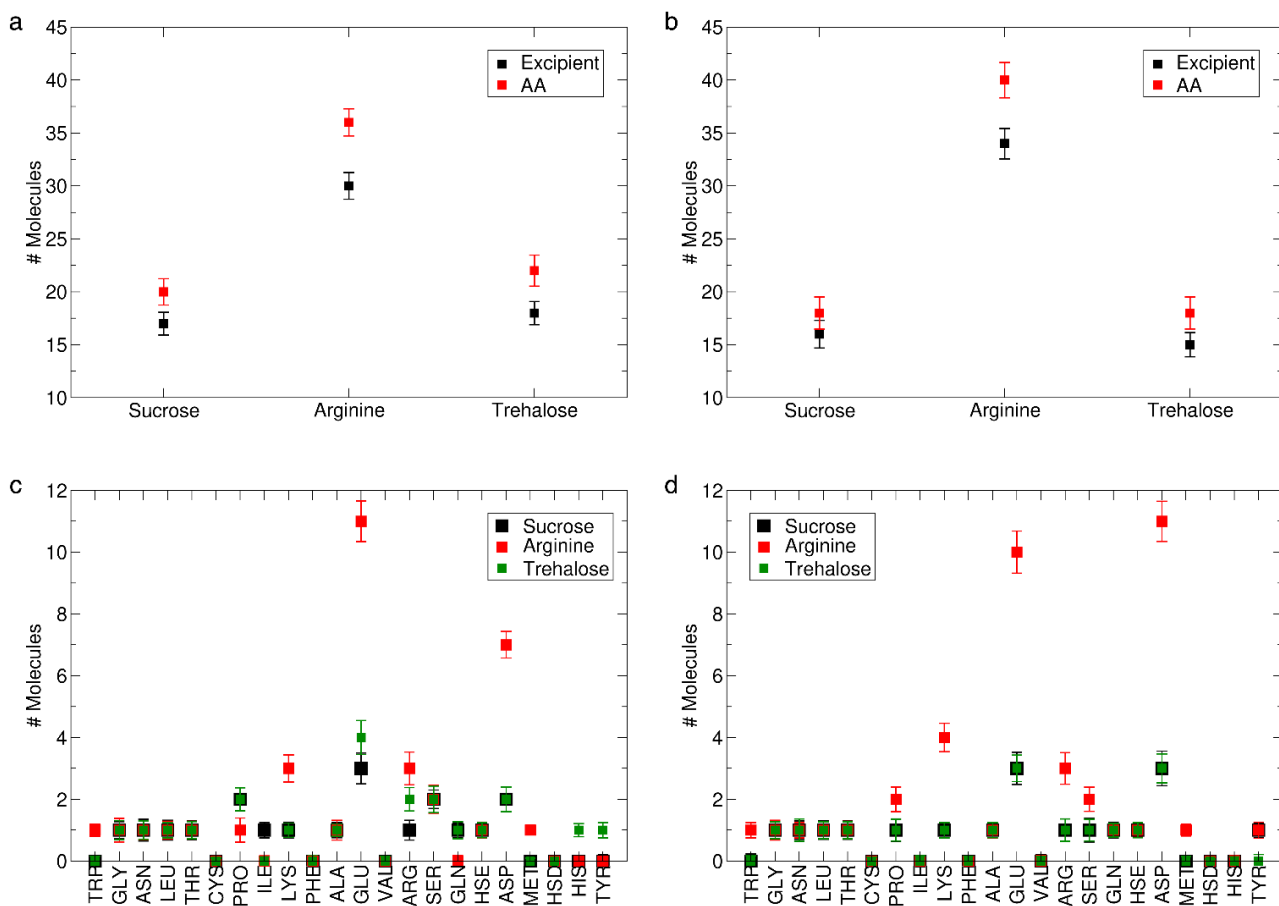 a
45
40
35
30
25
20
15
10
# Molecules
Excipient
AA
Sucrose
Arginine
Trehalose
b
45
40
35
30
25
20
15
10
# Molecules
Excipient
AA
Sucrose
Arginine
Trehalose
c
12
10
8
6
4
2
0
# Molecules
Sucrose
Arginine
Trehalose
TRP
GLY
ASN
LEU
THR
CYS
PRO
ILE
LYS
PHE
ALA
GLU
VAL
ARG
SER
GLN
HSE
ASP
MET
HSD
HIS
TYR
d
12
10
8
6
4
2
0
# Molecules
Sucrose
Arginine
Trehalose
TRP
GLY
ASN
LEU
THR
CYS
PRO
ILE
LYS
PHE
ALA
GLU
VAL
ARG
SER
GLN
HSE
ASP
MET
HSD
HIS
TYR